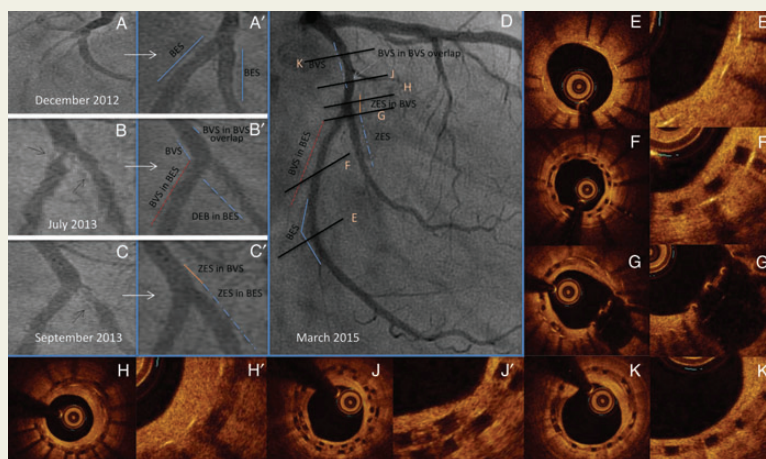 A
A′
BES
BES
December 2012
B
B′
BVS in BVS
overlap
BVS
BVS in BES
DEB in BES
July 2013
C
C′
ZES in BVS
ZES in BES
September 2013
D
BVS in BVS overlap
K
BVS
J
H
ZES in BVS
G
ZES
BVS in BES
F
BES
E
March 2015
E
E
F
F
G
G
H
H′
J
J′
K
K